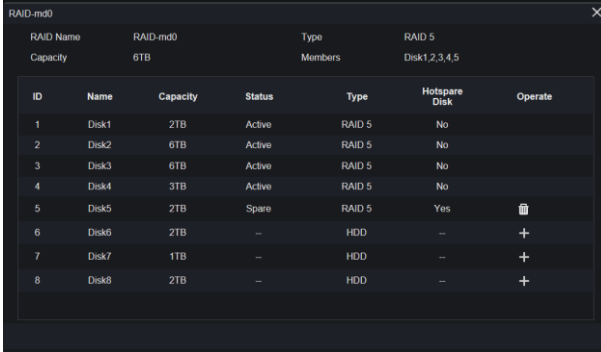 RAID-md0
RAID Name RAID-md0 Type RAID 5
Capacity 6TB Members Disk1,2,3,4,5
ID Name Capacity Status Type Hotspare Disk Operate
1 Disk1 2TB Active RAID 5 No
2 Disk2 6TB Active RAID 5 No
3 Disk3 6TB Active RAID 5 No
4 Disk4 3TB Active RAID 5 No
5 Disk5 2TB Spare RAID 5 Yes
6 Disk6 2TB -- HDD --
7 Disk7 1TB -- HDD --
8 Disk8 2TB -- HDD --